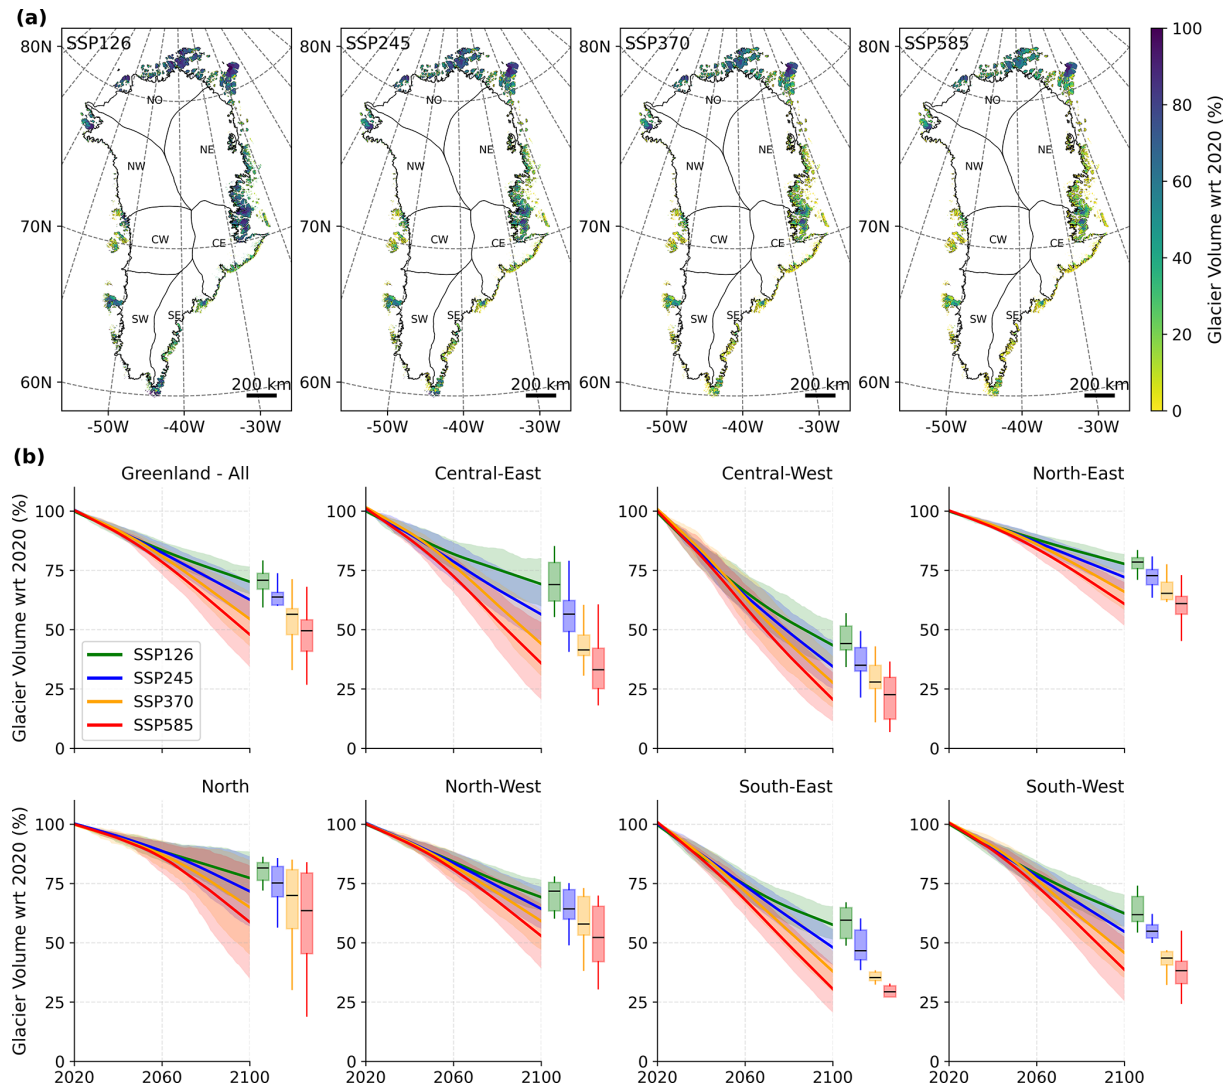 (a)
SSP126
SSP245
SSP370
SSP585
80N
70N
60N
NO
NE
NW
CW
CE
SW
SE
200 km
-50W
-40W
-30W
80N
70N
60N
NO
NE
NW
CW
CE
SW
SE
200 km
-50W
-40W
-30W
80N
70N
60N
NO
NE
NW
CW
CE
SW
SE
200 km
-50W
-40W
-30W
80N
70N
60N
NO
NE
NW
CW
CE
SW
SE
200 km
-50W
-40W
-30W
100
80
60
40
20
0
Glacier Volume wrt 2020 (%)
(b)
Greenland - All
Glacier Volume wrt 2020 (%)
100
75
50
25
0
SSP126
SSP245
SSP370
SSP585
Central-East
100
75
50
25
0
Central-West
100
75
50
25
0
North-East
100
75
50
25
0
North
Glacier Volume wrt 2020 (%)
100
75
50
25
0
2020
2060
2100
North-West
100
75
50
25
0
2020
2060
2100
South-East
100
75
50
25
0
2020
2060
2100
South-West
100
75
50
25
0
2020
2060
2100